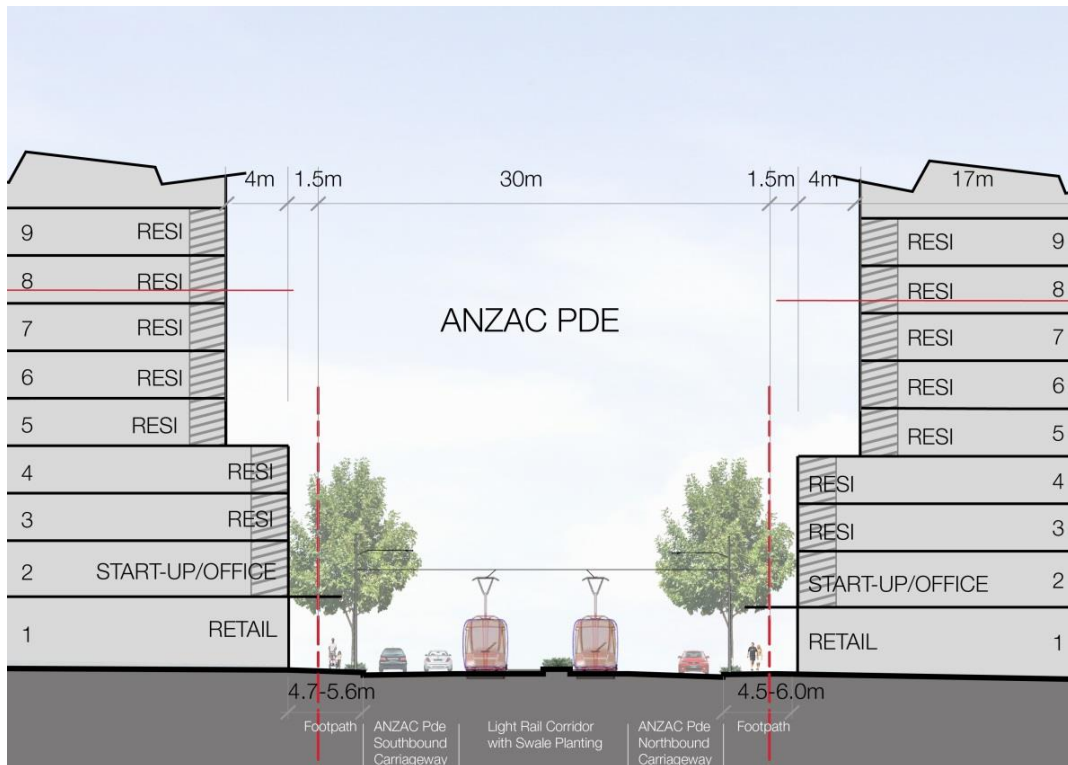 4m 1.5m 30m 1.5m 4m 17m
9 RESI RESI 9
8 RESI RESI 8
ANZAC PDE
7 RESI RESI 7
6 RESI RESI 6
5 RESI RESI 5
4 RESI RESI 4
3 RESI RESI 3
2 START-UP/OFFICE START-UP/OFFICE 2
1 RETAIL RETAIL 1
4.7-5.6m 4.5-6.0m
Footpath
ANZAC Pde
Southbound
Carriageway
Light Rail Corridor
with Swale Planting
ANZAC Pde
Northbound
Carriageway
Footpath